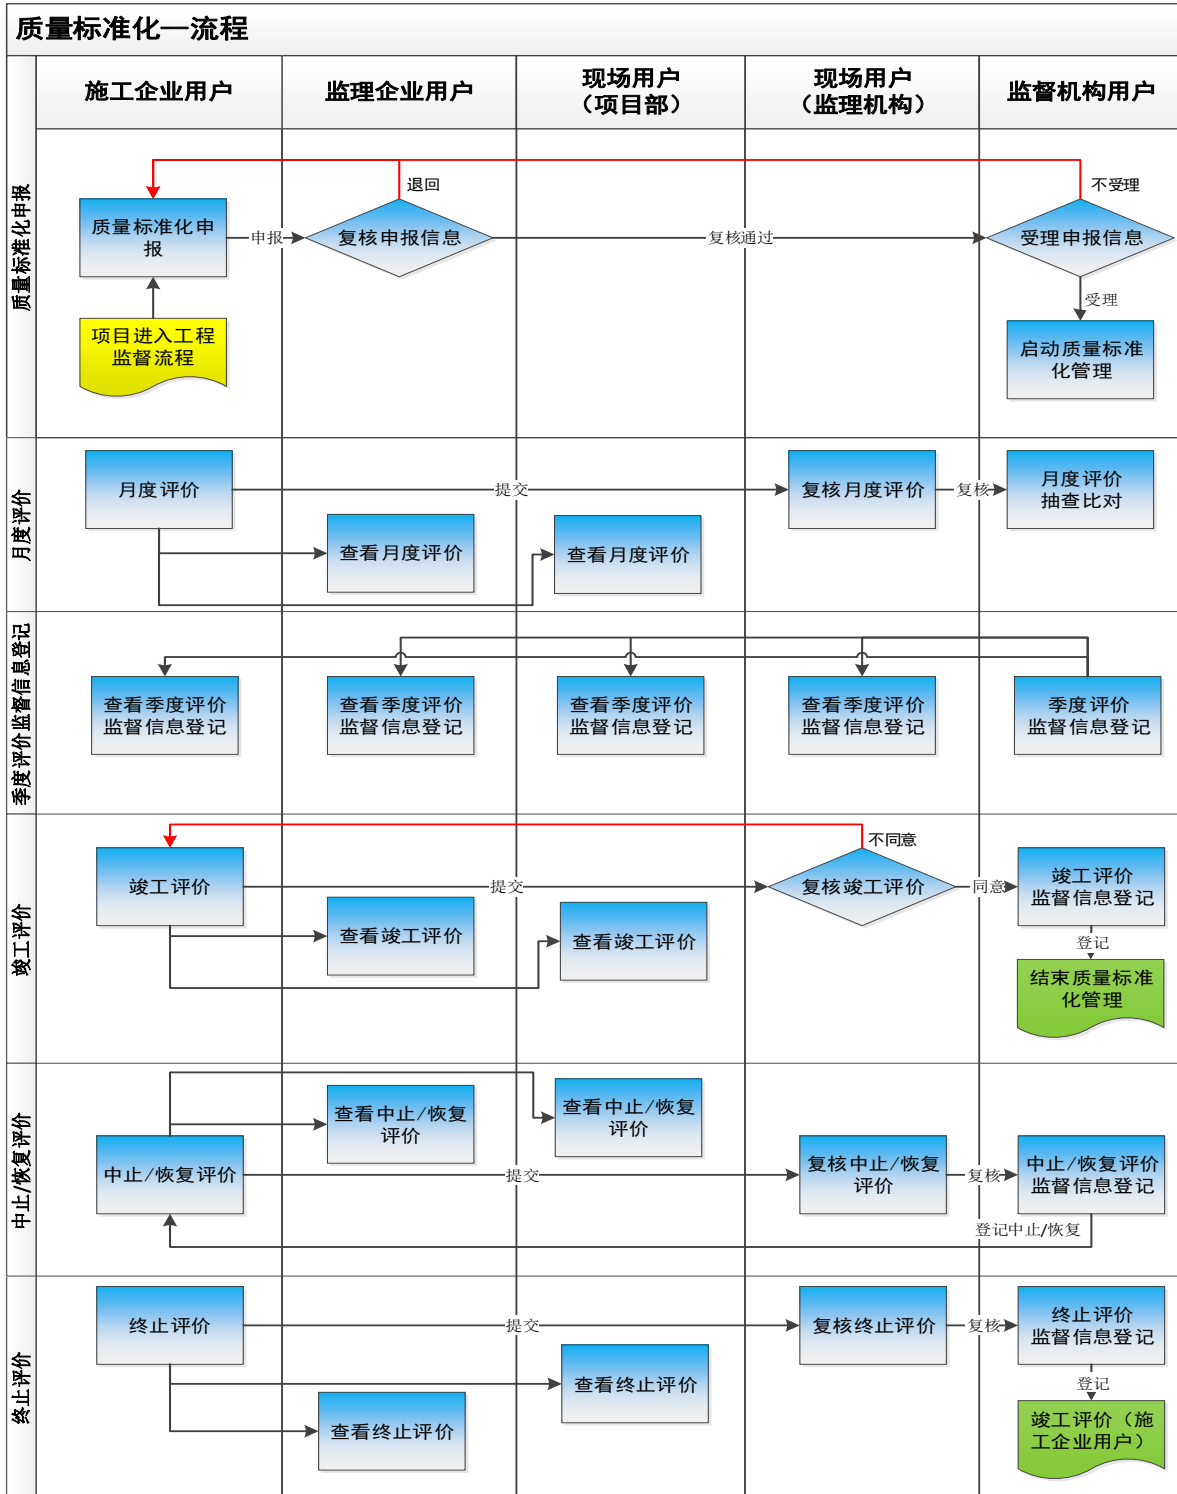 质量标准化—流程
施工企业用户
监理企业用户
现场用户
（项目部）
现场用户
（监理机构）
监督机构用户
质量标准化申报
退回
不受理
质量标准化申
报
申报
复核申报信息
复核通过
受理申报信息
受理
项目进入工程
监督流程
启动质量标准
化管理
月度评价
月度评价
提交
复核月度评价
复核
月度评价
抽查比对
查看月度评价
查看月度评价
季度评价监督信息登记
查看季度评价
监督信息登记
查看季度评价
监督信息登记
查看季度评价
监督信息登记
查看季度评价
监督信息登记
季度评价
监督信息登记
竣工评价
不同意
竣工评价
提交
复核竣工评价
同意
竣工评价
监督信息登记
查看竣工评价
查看竣工评价
登记
结束质量标准
化管理
中止/恢复评价
查看中止/恢复
评价
查看中止/恢复
评价
中止/恢复评价
提交
复核中止/恢复
评价
复核
中止/恢复评价
监督信息登记
登记中止/恢复
终止评价
终止评价
提交
复核终止评价
复核
终止评价
监督信息登记
查看终止评价
查看终止评价
登记
竣工评价（施
工企业用户）